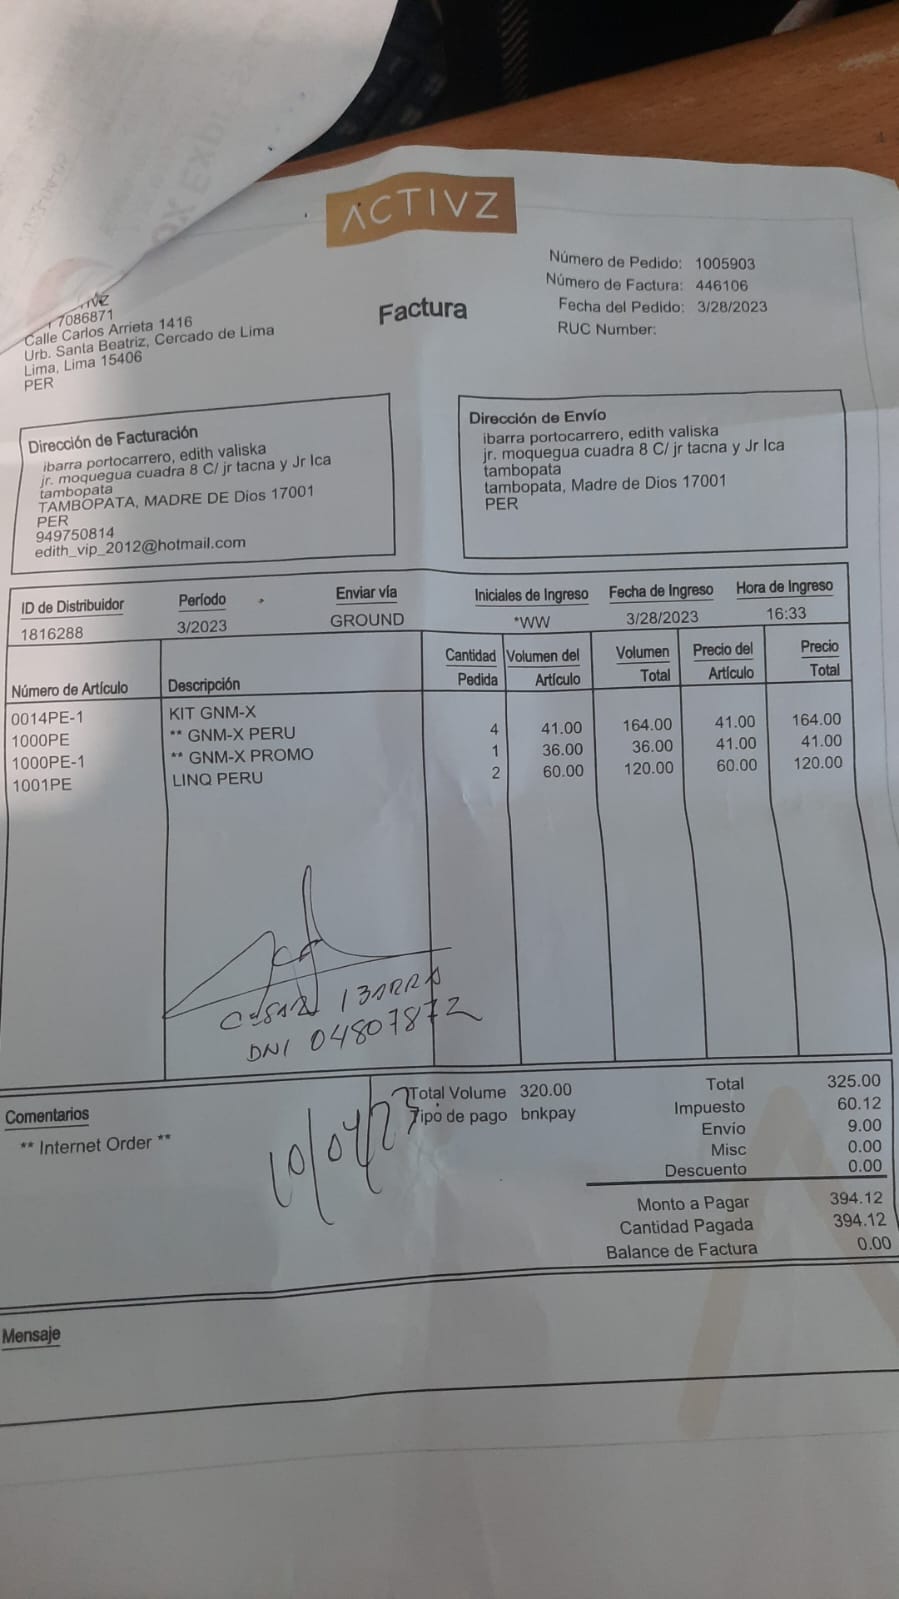 ACTIVZ
Factura
Número de Pedido: 1005903
Número de Factura: 446106
Fecha del Pedido: 3/28/2023
RUC Number:
7086871
Calle Carlos Arrieta 1416
Urb. Santa Beatriz, Cercado de Lima
Lima, Lima 15406
PER
Dirección de Facturación
ibarra portocarrero, edith valiska
jr. moquegua cuadra 8 C/ jr tacna y Jr Ica
tambopata
TAMBOPATA, MADRE DE Dios 17001
PER
949750814
edith_vip_2012@hotmail.com
Dirección de Envío
ibarra portocarrero, edith valiska
jr. moquegua cuadra 8 C/ jr tacna y Jr Ica
tambopata
tambopata, Madre de Dios 17001
PER
ID de Distribuidor Período Enviar vía Iniciales de Ingreso Fecha de Ingreso Hora de Ingreso
1816288 3/2023 GROUND *WW 3/28/2023 16:33
Número de Artículo Descripción Cantidad Pedida Volumen del Artículo Volumen Total Precio del Artículo Precio Total
0014PE-1 KIT GNM-X
1000PE ** GNM-X PERU 4 41.00 164.00 41.00 164.00
1000PE-1 ** GNM-X PROMO 1 36.00 36.00 41.00 41.00
1001PE LINQ PERU 2 60.00 120.00 60.00 120.00
CESAR IBARRA
DNI 04807872
10/04/23
Comentarios
** Internet Order **
Total Volume 320.00
Tipo de pago bnkpay
Total 325.00
Impuesto 60.12
Envio 9.00
Misc 0.00
Descuento 0.00
Monto a Pagar 394.12
Cantidad Pagada 394.12
Balance de Factura 0.00
Mensaje